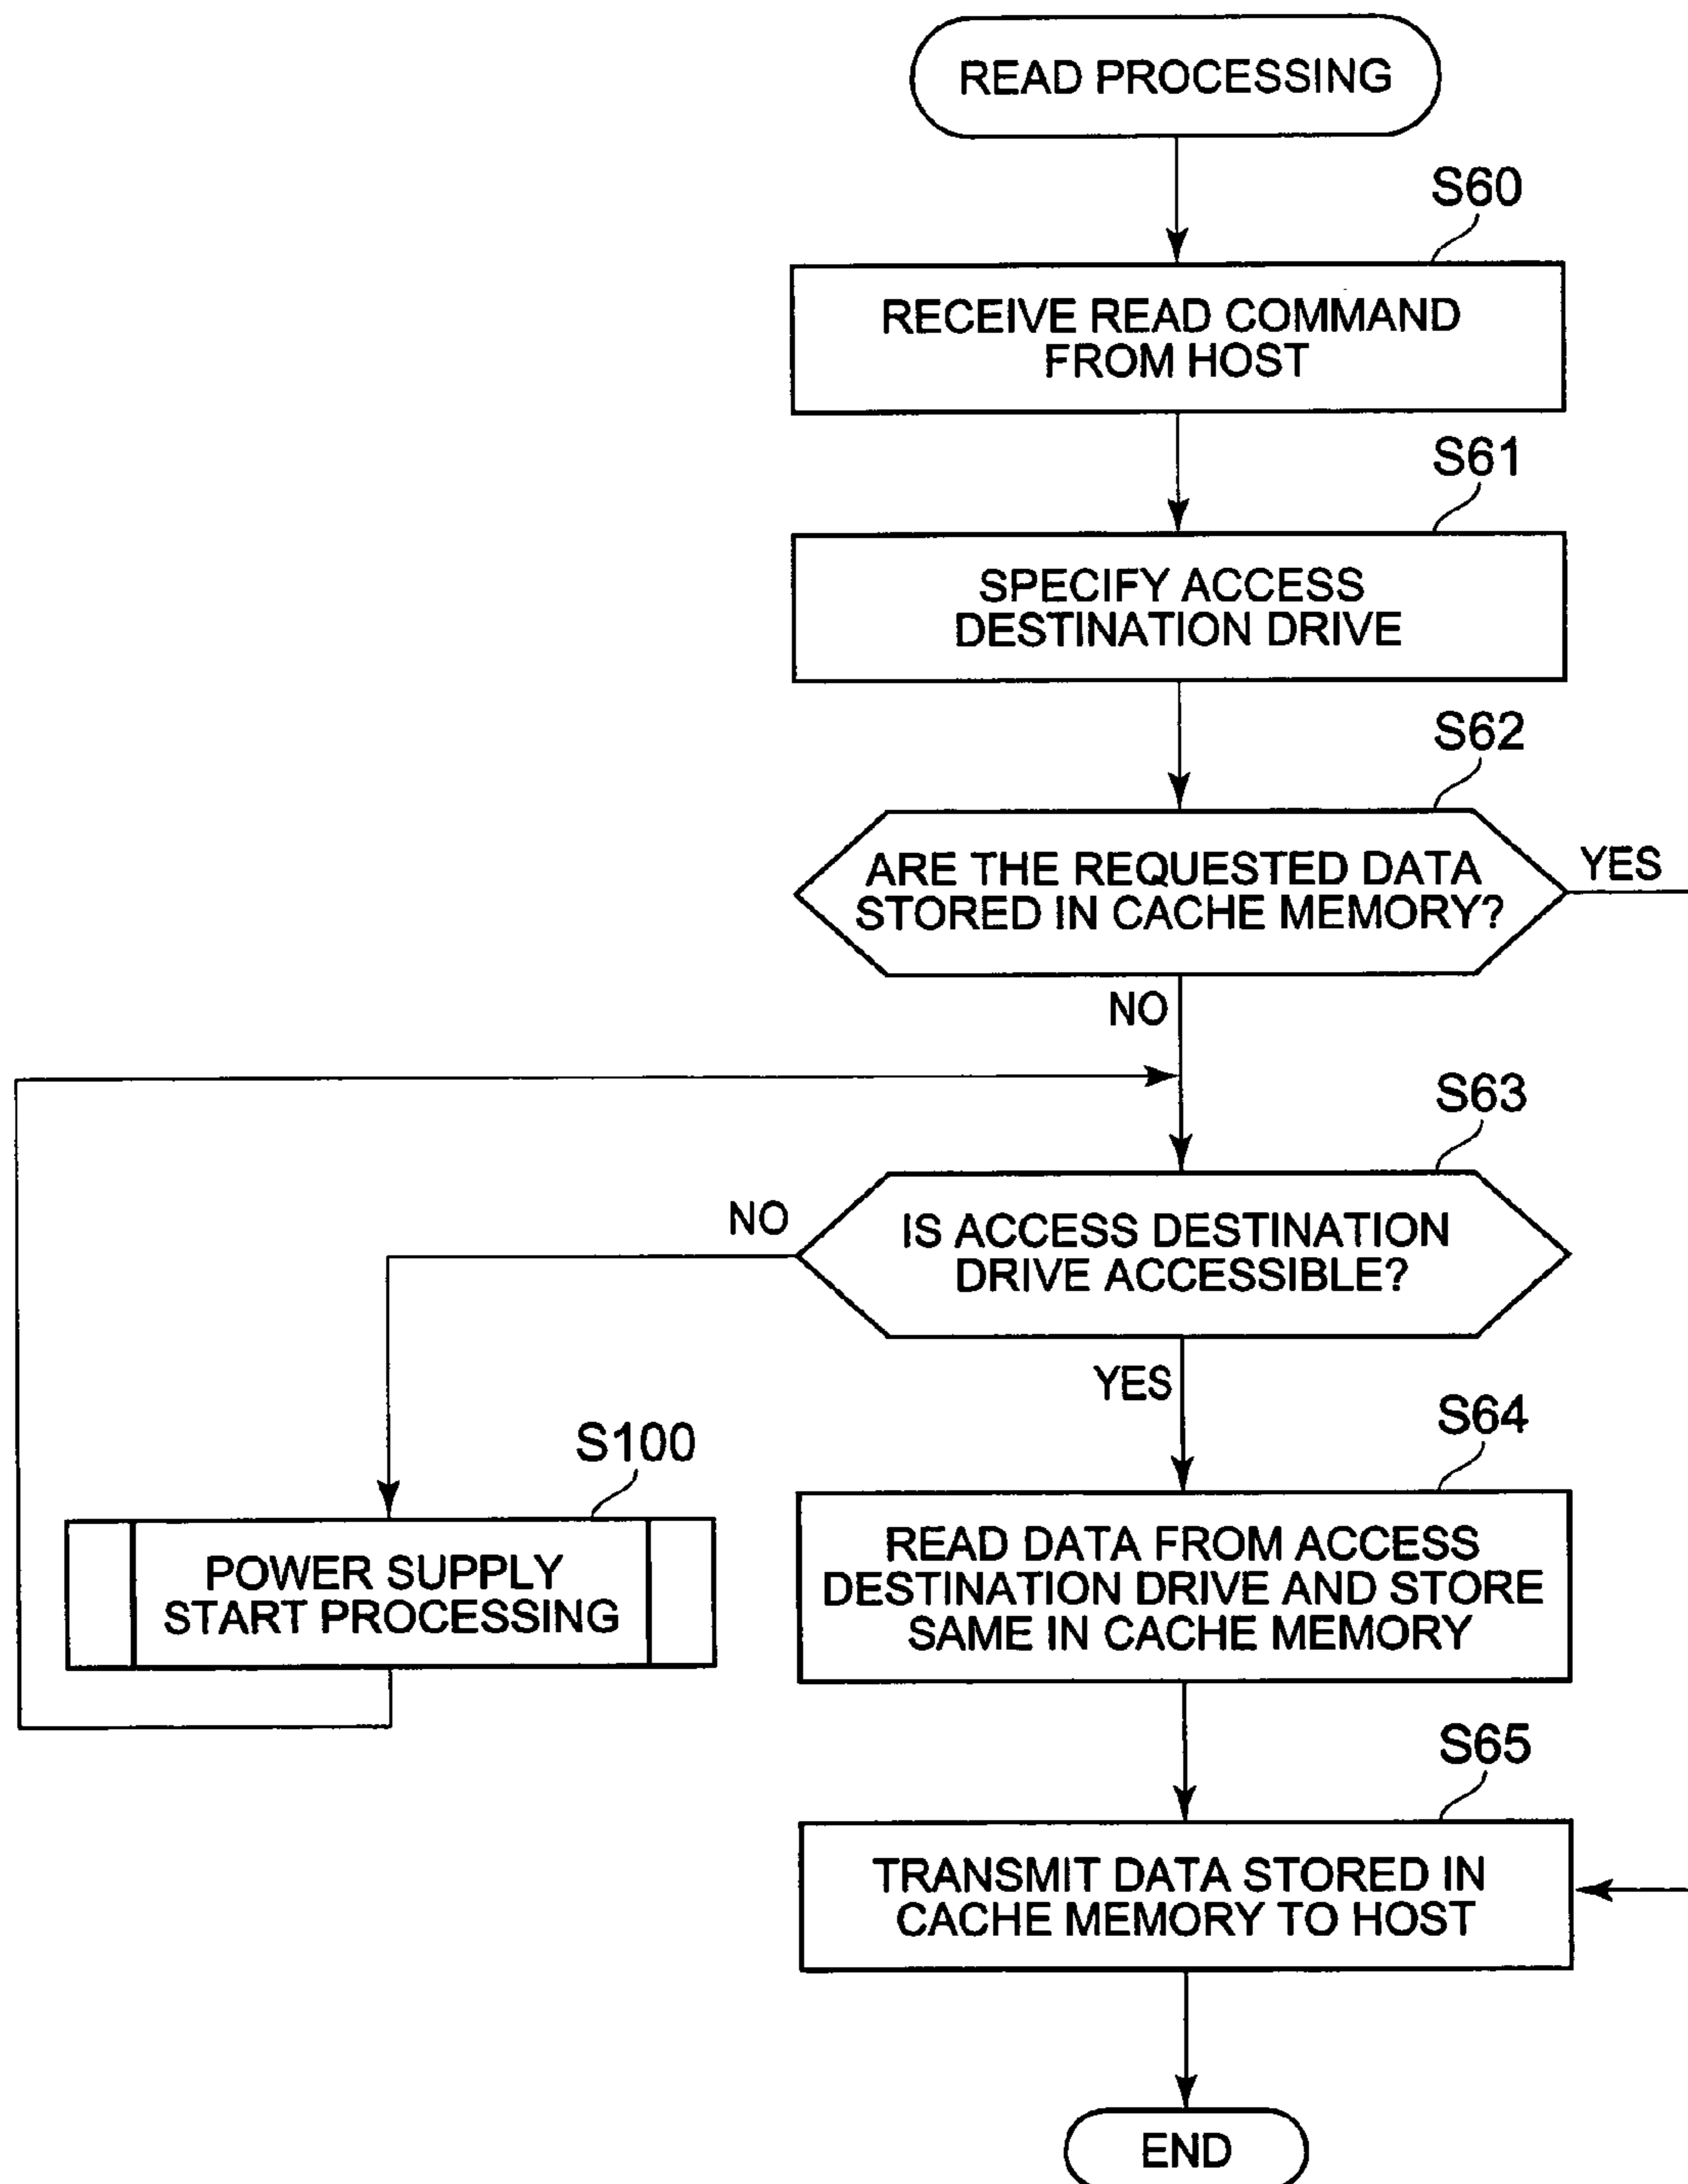 READ PROCESSING
S60
RECEIVE READ COMMAND
FROM HOST
S61
SPECIFY ACCESS
DESTINATION DRIVE
S62
ARE THE REQUESTED DATA
STORED IN CACHE MEMORY?
YES
NO
S63
NO
IS ACCESS DESTINATION
DRIVE ACCESSIBLE?
YES
S64
S100
READ DATA FROM ACCESS
DESTINATION DRIVE AND STORE
SAME IN CACHE MEMORY
POWER SUPPLY
START PROCESSING
S65
TRANSMIT DATA STORED IN
CACHE MEMORY TO HOST
END